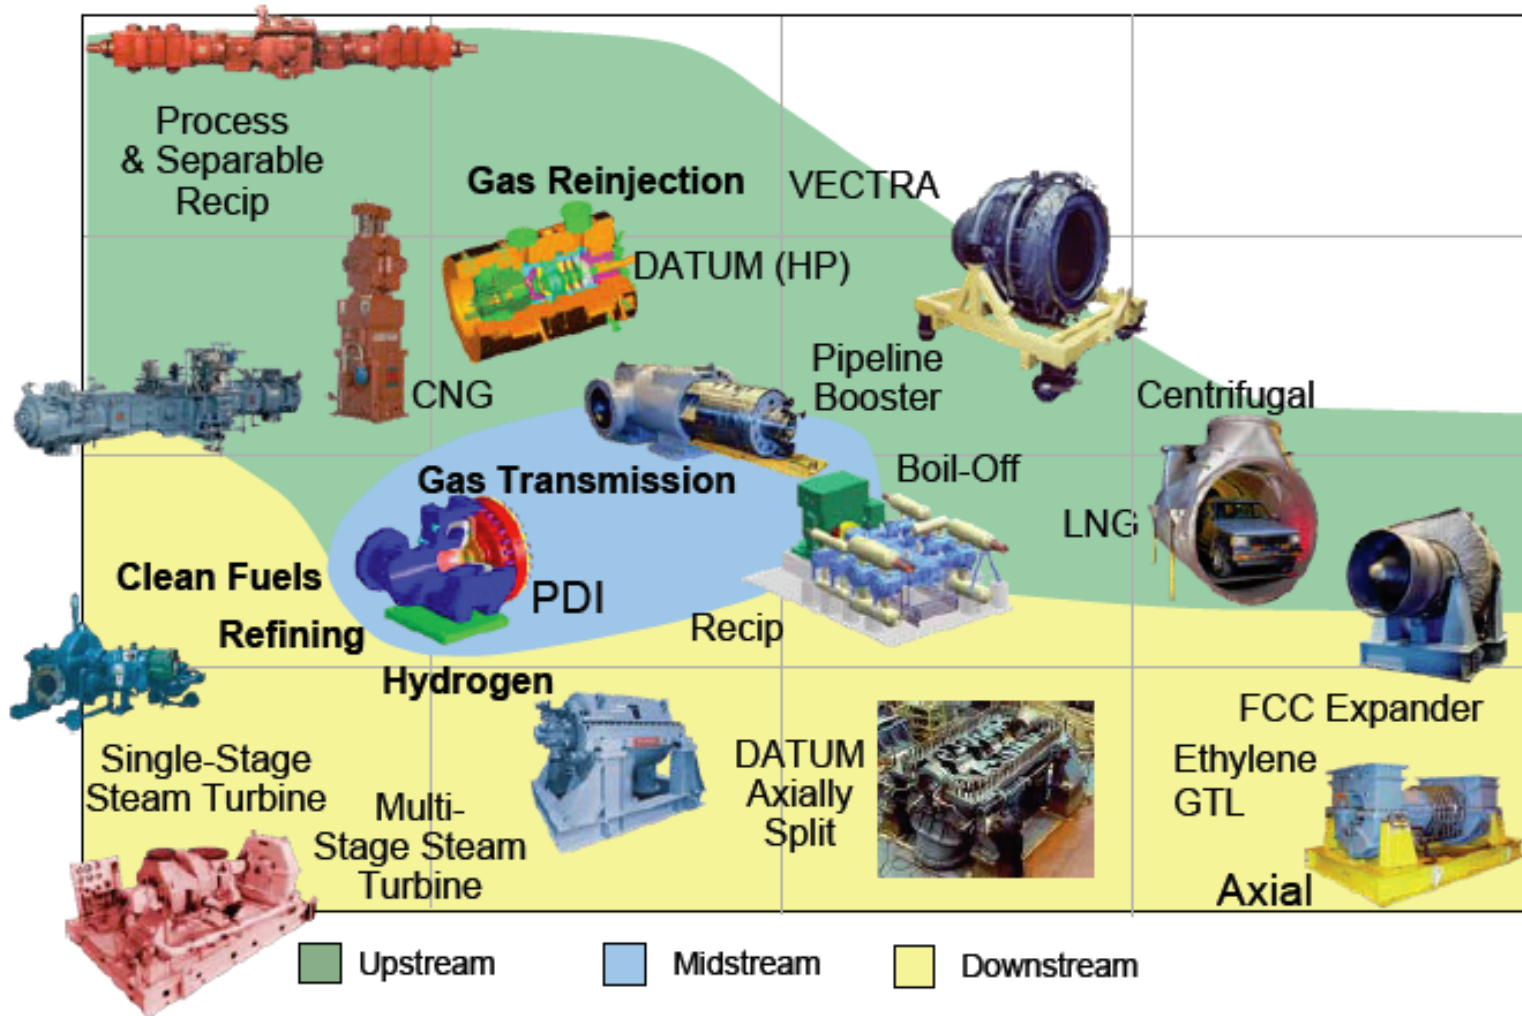 Process
& Separable
Recip
Gas Reinjection
VECTRA
DATUM (HP)
CNG
Pipeline
Booster
Centrifugal
Gas Transmission
Boil-Off
LNG
Clean Fuels
PDI
Refining
Recip
Hydrogen
FCC Expander
Single-Stage
Steam Turbine
Multi-
Stage Steam
Turbine
DATUM
Axially
Split
Ethylene
GTL
Axial
Upstream
Midstream
Downstream